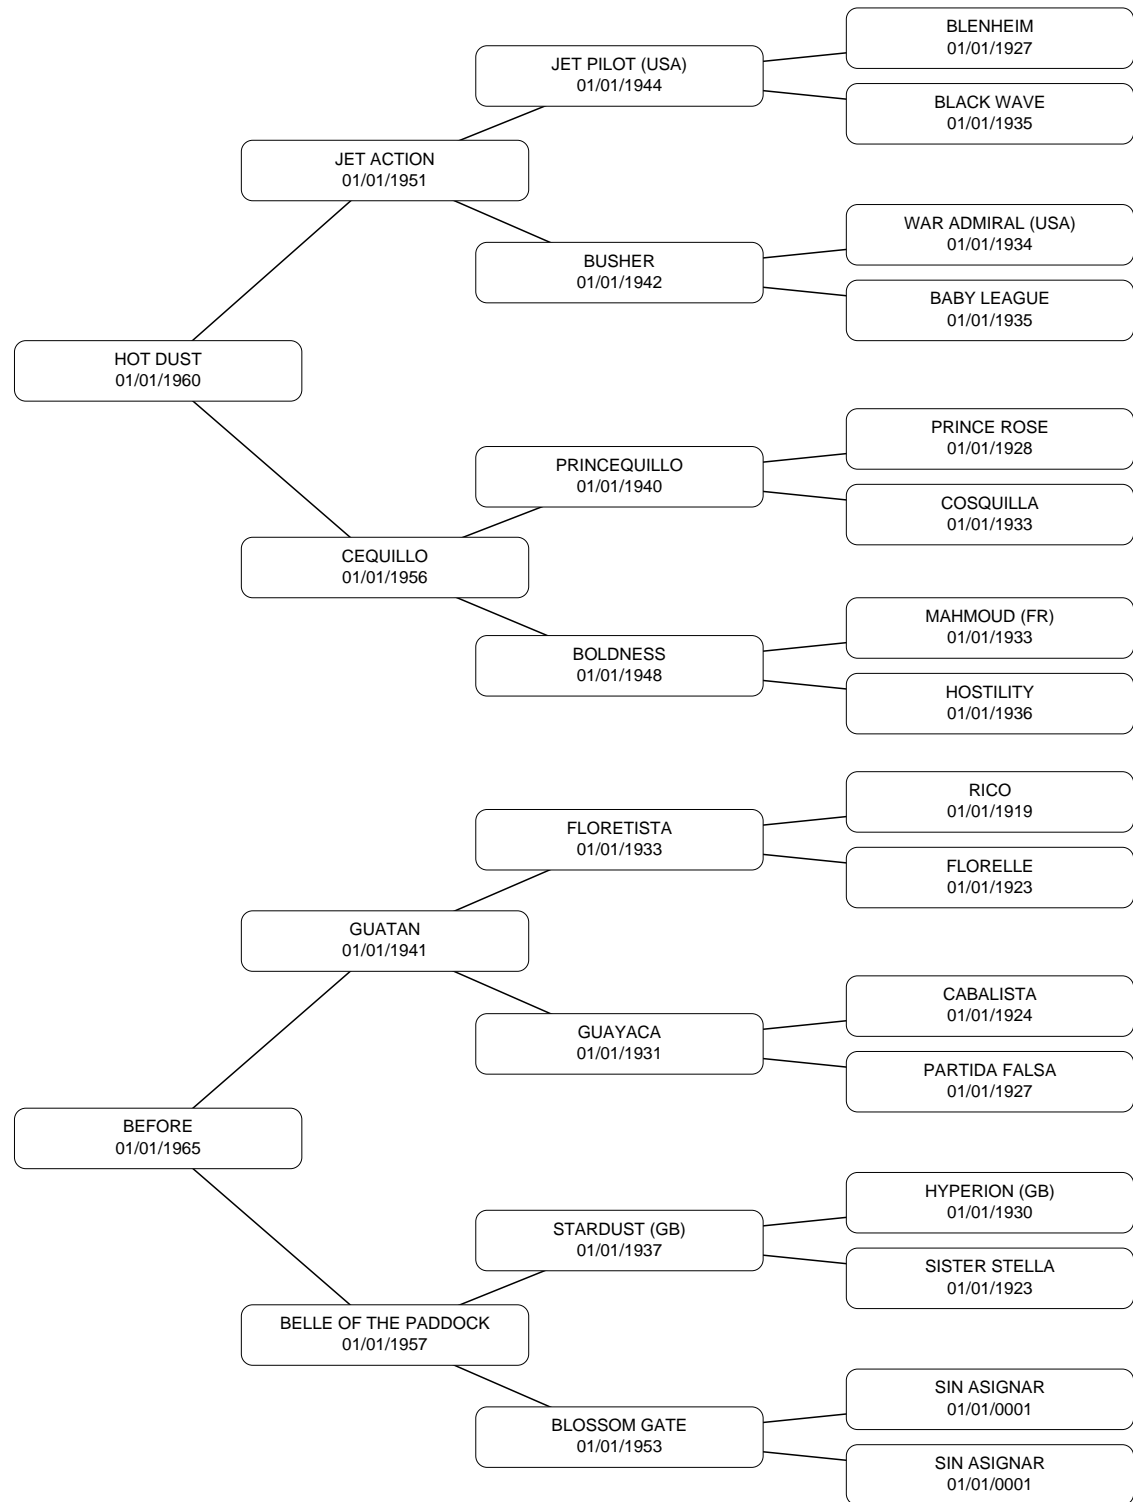 BLENHEIM
01/01/1927
JET PILOT (USA)
01/01/1944
BLACK WAVE
01/01/1935
JET ACTION
01/01/1951
WAR ADMIRAL (USA)
01/01/1934
BUSHER
01/01/1942
BABY LEAGUE
01/01/1935
HOT DUST
01/01/1960
PRINCE ROSE
01/01/1928
PRINCEQUILLO
01/01/1940
COSQUILLA
01/01/1933
CEQUILLO
01/01/1956
MAHMOUD (FR)
01/01/1933
BOLDNESS
01/01/1948
HOSTILITY
01/01/1936
RICO
01/01/1919
FLORETISTA
01/01/1933
FLORELLE
01/01/1923
GUATAN
01/01/1941
CABALISTA
01/01/1924
GUAYACA
01/01/1931
PARTIDA FALSA
01/01/1927
BEFORE
01/01/1965
HYPERION (GB)
01/01/1930
STARDUST (GB)
01/01/1937
SISTER STELLA
01/01/1923
BELLE OF THE PADDOCK
01/01/1957
SIN ASIGNAR
01/01/0001
BLOSSOM GATE
01/01/1953
SIN ASIGNAR
01/01/0001